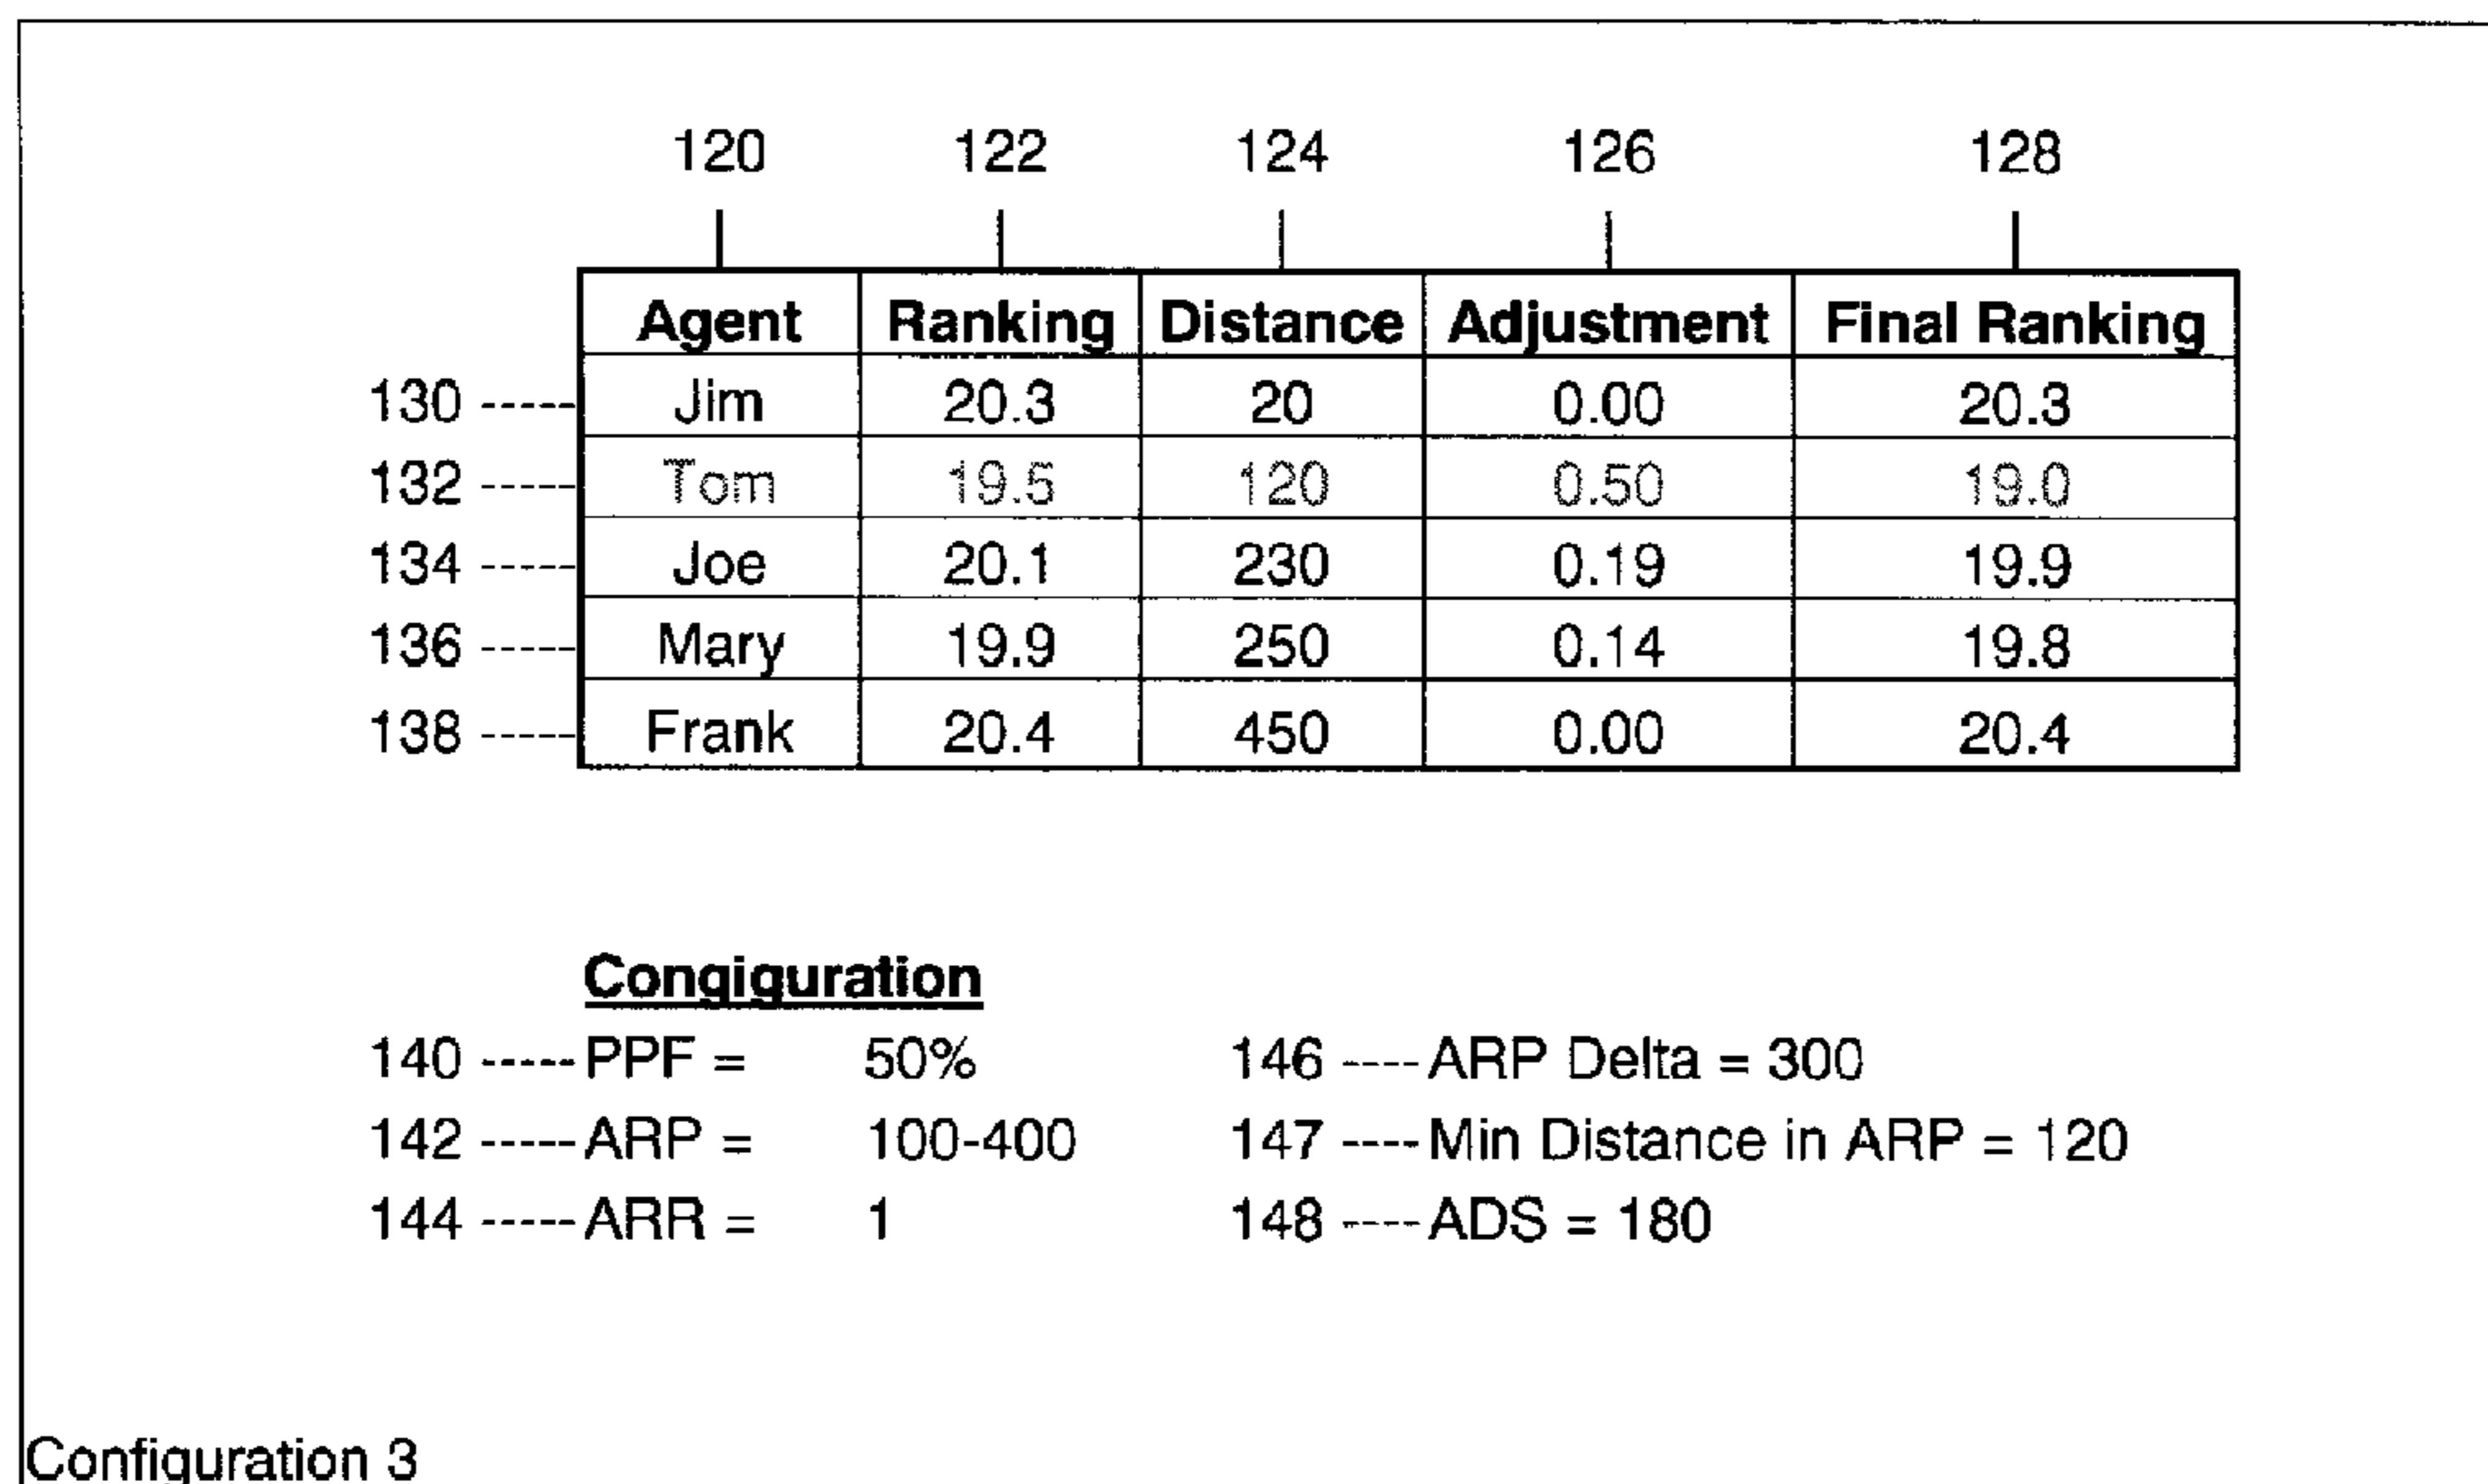 120 122 124 126 128
Agent Ranking Distance Adjustment Final Ranking
130 ----- Jim 20.3 20 0.00 20.3
132 ----- Tom 19.5 120 0.50 19.0
134 ----- Joe 20.1 230 0.19 19.9
136 ----- Mary 19.9 250 0.14 19.8
138 ----- Frank 20.4 450 0.00 20.4
Congiguration
140 ----- PPF = 50% 146 ---- ARP Delta = 300
142 ----- ARP = 100-400 147 ---- Min Distance in ARP = 120
144 ----- ARR = 1 148 ---- ADS = 180
Configuration 3